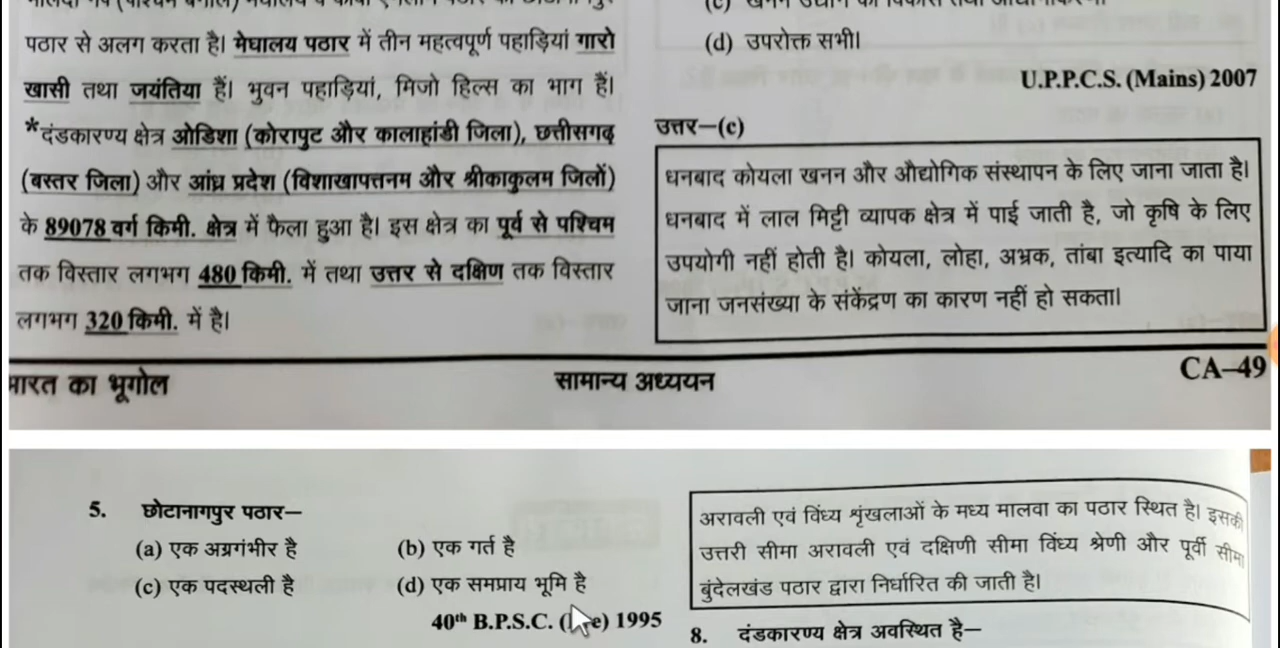 पठार से अलग करता है। मेघालय पठार में तीन महत्वपूर्ण पहाड़ियां गारो
खासी तथा जयंतिया हैं। भुवन पहाड़ियां, मिजो हिल्स का भाग हैं।
*दंडकारण्य क्षेत्र ओडिशा (कोरापुट और कालाहांडी जिला), छत्तीसगढ़
(बस्तर जिला) और आंध्र प्रदेश (विशाखापत्तनम और श्रीकाकुलम जिलों)
के 89078 वर्ग किमी. क्षेत्र में फैला हुआ है। इस क्षेत्र का पूर्व से पश्चिम
तक विस्तार लगभग 480 किमी. में तथा उत्तर से दक्षिण तक विस्तार
लगभग 320 किमी. में है।
(d) उपरोक्त सभी।
U.P.P.C.S. (Mains) 2007
उत्तर–(c)
धनबाद कोयला खनन और औद्योगिक संस्थापन के लिए जाना जाता है।
धनबाद में लाल मिट्टी व्यापक क्षेत्र में पाई जाती है, जो कृषि के लिए
उपयोगी नहीं होती है। कोयला, लोहा, अभ्रक, तांबा इत्यादि का पाया
जाना जनसंख्या के संकेंद्रण का कारण नहीं हो सकता।
भारत का भूगोल
सामान्य अध्ययन
CA–49
5. छोटानागपुर पठार–
(a) एक अग्रगंभीर है
(b) एक गर्त है
(c) एक पदस्थली है
(d) एक समप्राय भूमि है
40th B.P.S.C. 1995
अरावली एवं विंध्य शृंखलाओं के मध्य मालवा का पठार स्थित है। इसकी
उत्तरी सीमा अरावली एवं दक्षिणी सीमा विंध्य श्रेणी और पूर्वी सीमा
बुंदेलखंड पठार द्वारा निर्धारित की जाती है।
8. दंडकारण्य क्षेत्र अवस्थित है–